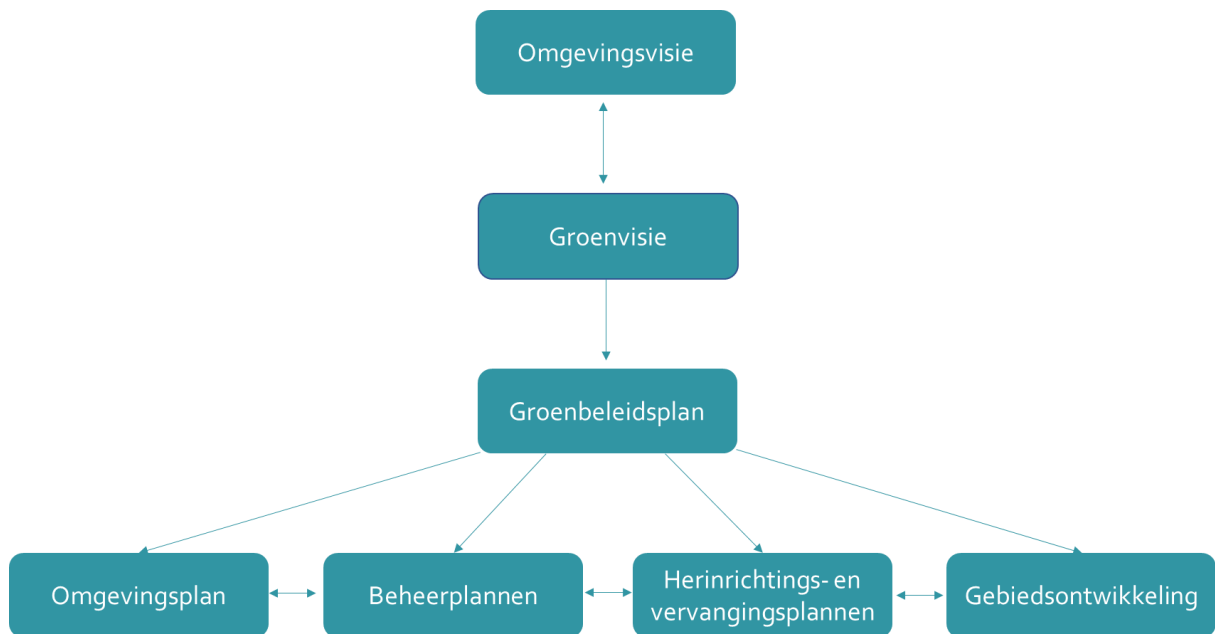 Omgevingsvisie
Groenvisie
Groenbeleidsplan
Omgevingsplan
Beheerplannen
Herinrichtings- en
vervangingsplannen
Gebiedsontwikkeling